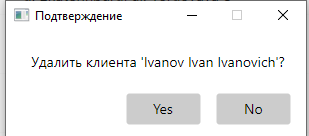 Подтверждение
Удалить клиента 'Ivanov Ivan Ivanovich'?
Yes No